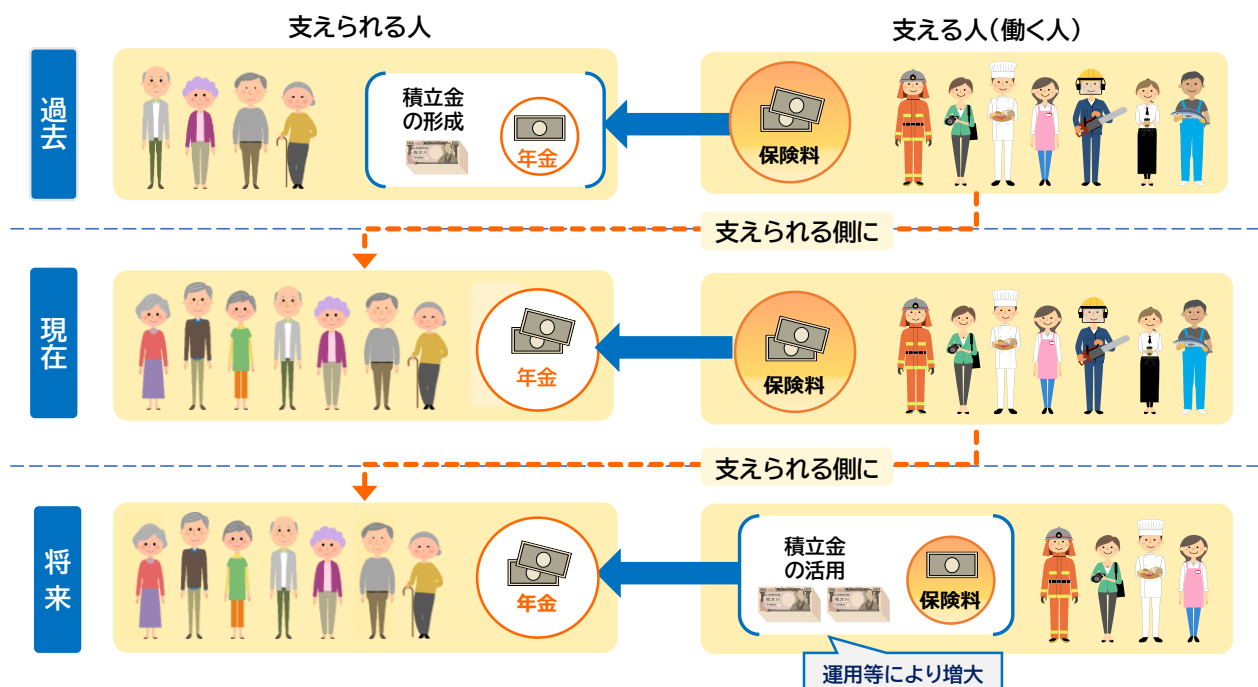 支えられる人
支える人(働く人)
過去
積立金
の形成
年金
保険料
支えられる側に
現在
年金
保険料
支えられる側に
将来
年金
積立金
の活用
保険料
運用等により増大